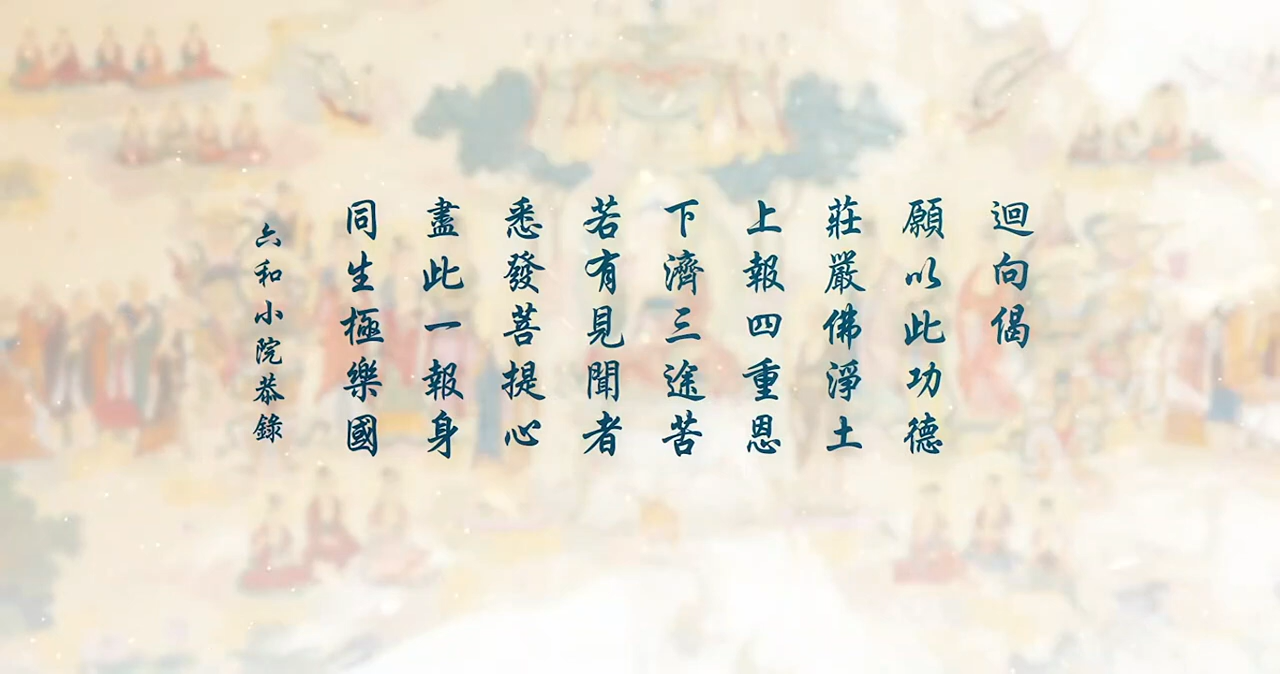 迴向偈
願以此功德
莊嚴佛淨土
上報四重恩
下濟三途苦
若有見聞者
悉發菩提心
盡此一報身
同生極樂國
六和小院恭錄